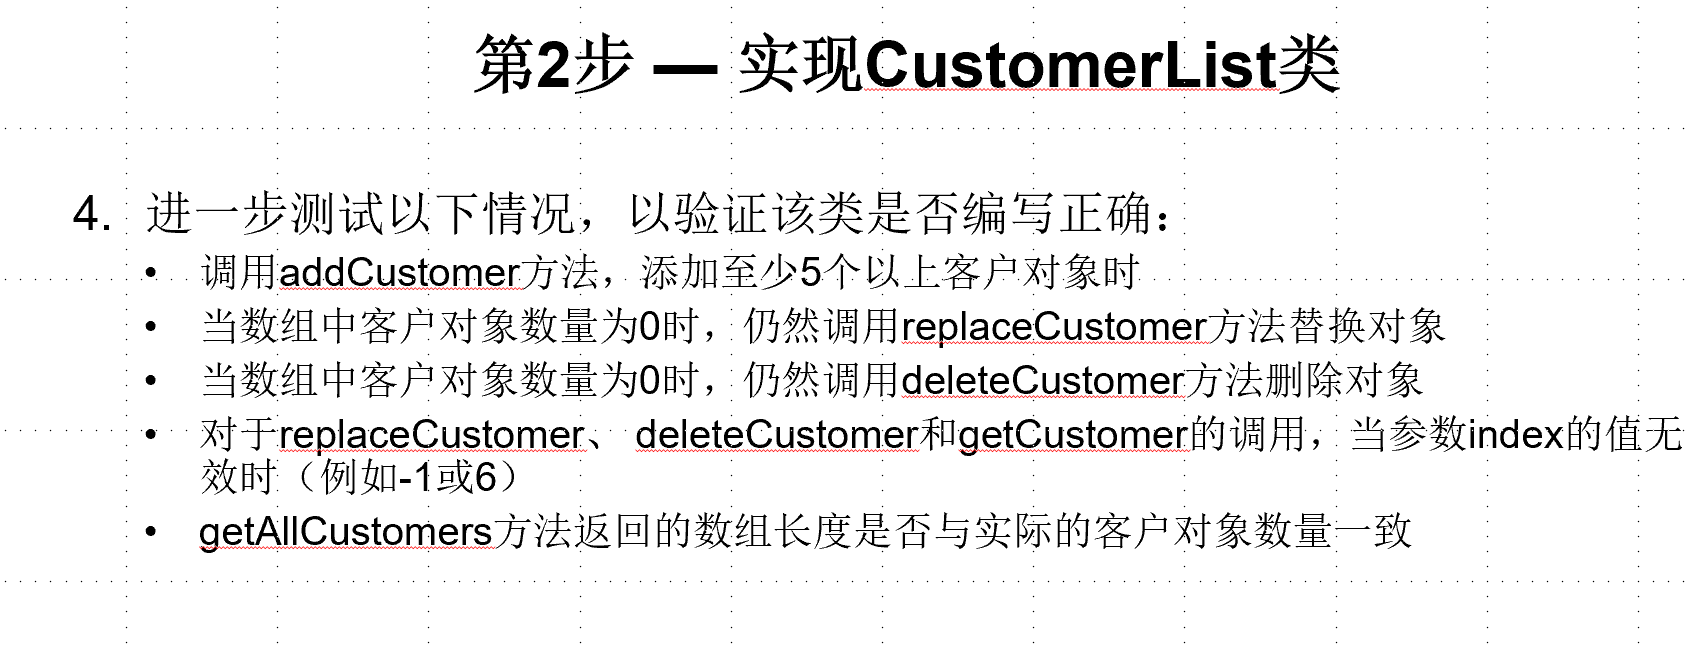 第2步 — 实现CustomerList类
4. 进一步测试以下情况，以验证该类是否编写正确：
• 调用addCustomer方法，添加至少5个以上客户对象时
• 当数组中客户对象数量为0时，仍然调用replaceCustomer方法替换对象
• 当数组中客户对象数量为0时，仍然调用deleteCustomer方法删除对象
• 对于replaceCustomer、 deleteCustomer和getCustomer的调用，当参数index的值无
效时（例如-1或6）
• getAllCustomers方法返回的数组长度是否与实际的客户对象数量一致